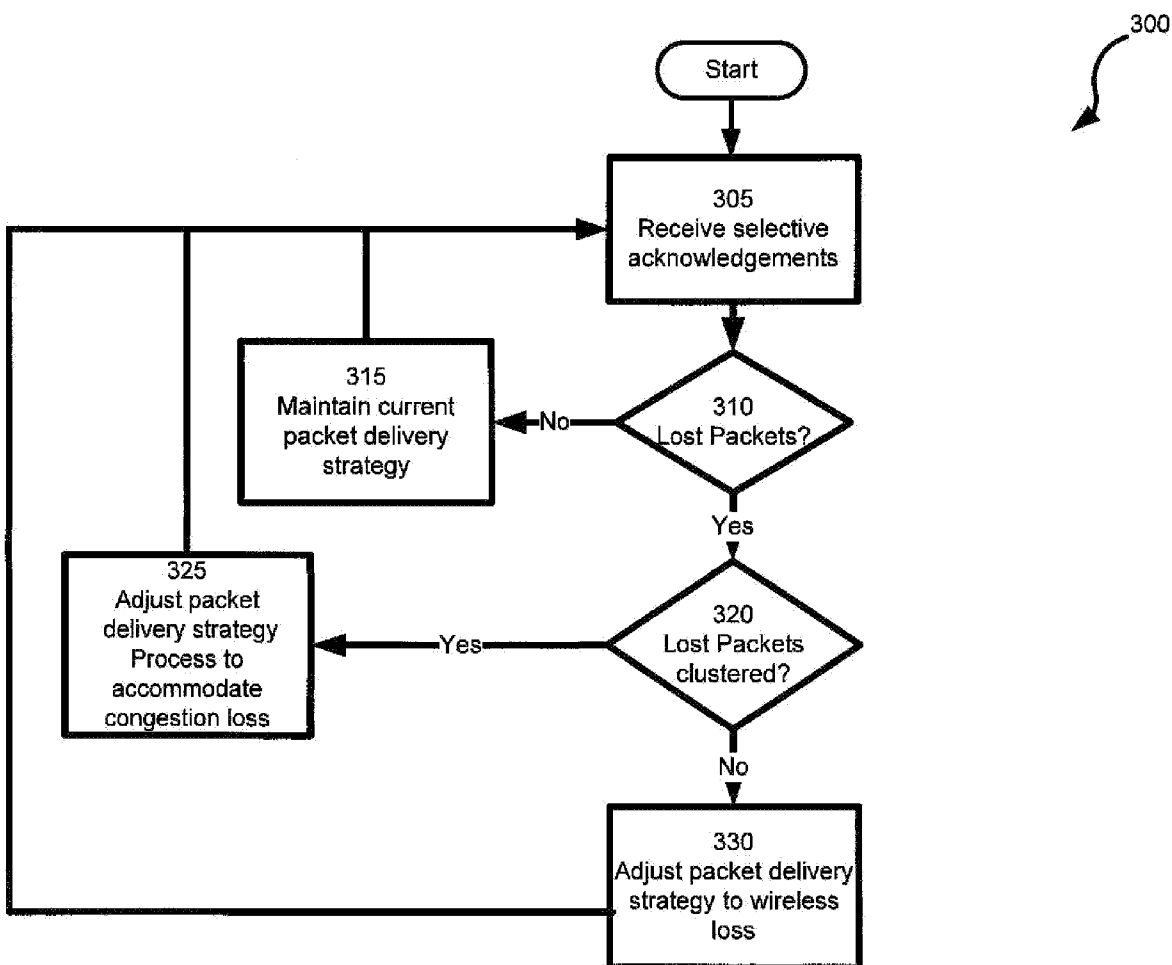 300
Start
305
Receive selective
acknowledgements
310
Lost Packets?
No
315
Maintain current
packet delivery
strategy
Yes
320
Lost Packets
clustered?
Yes
325
Adjust packet
delivery strategy
Process to
accommodate
congestion loss
No
330
Adjust packet delivery
strategy to wireless
loss